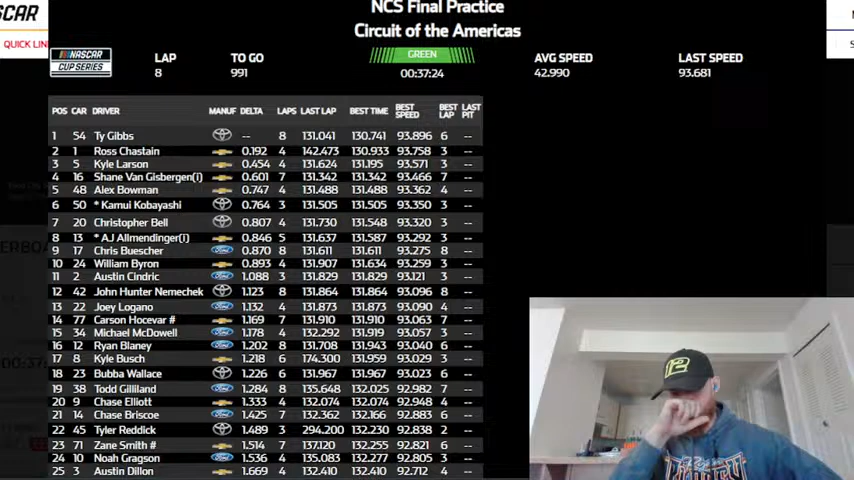 SCAR
NCS Final Practice
Circuit of the Americas
QUICK LIN
NASCAR
CUP SERIES
LAP
8
TO GO
991
GREEN
00:37:24
AVG SPEED
42.990
LAST SPEED
93.681
POS CAR DRIVER MANUF DELTA LAPS LAST LAP BEST TIME BEST SPEED BEST LAP LAST PIT
1 54 Ty Gibbs -- 8 131.041 130.741 93.896 6 --
2 1 Ross Chastain 0.192 4 142.473 130.933 93.758 3 --
3 5 Kyle Larson 0.454 4 131.624 131.195 93.571 3 --
4 16 Shane Van Gisbergen(i) 0.601 7 131.342 131.342 93.466 7 --
5 48 Alex Bowman 0.747 4 131.488 131.488 93.362 4 --
6 50 * Kamui Kobayashi 0.764 3 131.505 131.505 93.350 3 --
7 20 Christopher Bell 0.807 4 131.730 131.548 93.320 3 --
8 13 * AJ Allmendinger(i) 0.846 5 131.637 131.587 93.292 3 --
9 17 Chris Buescher Ford 0.870 8 131.611 131.611 93.275 8 --
10 24 William Byron 0.893 4 131.907 131.634 93.259 3 --
11 2 Austin Cindric Ford 1.088 3 131.829 131.829 93.121 3 --
12 42 John Hunter Nemechek 1.123 8 131.864 131.864 93.096 8 --
13 22 Joey Logano Ford 1.132 4 131.873 131.873 93.090 4 --
14 77 Carson Hocevar # 1.169 7 131.910 131.910 93.063 7 --
15 34 Michael McDowell Ford 1.178 4 132.292 131.919 93.057 3 --
16 12 Ryan Blaney Ford 1.202 8 131.708 131.943 93.040 6 --
17 8 Kyle Busch 1.218 6 174.300 131.959 93.029 3 --
18 23 Bubba Wallace 1.226 6 131.967 131.967 93.023 6 --
19 38 Todd Gilliland Ford 1.284 8 135.648 132.025 92.982 7 --
20 9 Chase Elliott 1.333 4 132.074 132.074 92.948 4 --
21 14 Chase Briscoe Ford 1.425 7 132.362 132.166 92.883 6 --
22 45 Tyler Reddick 1.489 3 294.200 132.230 92.838 2 --
23 71 Zane Smith # 1.514 7 137.120 132.255 92.821 6 --
24 10 Noah Gragson Ford 1.536 4 135.083 132.277 92.805 3 --
25 3 Austin Dillon 1.669 4 132.410 132.410 92.712 4 --
12